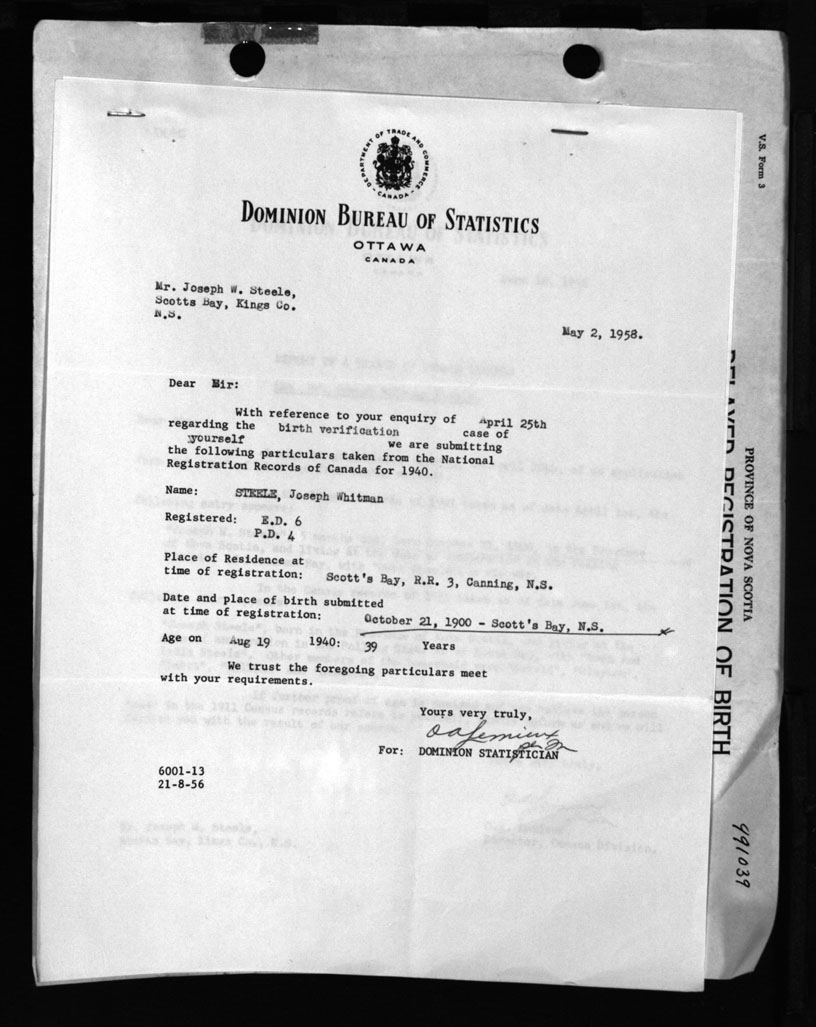 DEPARTMENT OF TRADE AND COMMERCE
- CANADA -
DOMINION BUREAU OF STATISTICS
OTTAWA
CANADA
Mr. Joseph W. Steele,
Scotts Bay, Kings Co.
N.S.
May 2, 1958.
Dear Sir:
With reference to your enquiry of April 25th
regarding the birth verification case of
yourself we are submitting
the following particulars taken from the National
Registration Records of Canada for 1940.
Name: STEELE, Joseph Whitman
Registered: E.D. 6
P.D. 4
Place of Residence at
time of registration: Scott's Bay, R.R. 3, Canning, N.S.
Date and place of birth submitted
at time of registration: October 21, 1900 - Scott's Bay, N.S.
Age on Aug 19 1940: 39 Years
We trust the foregoing particulars meet
with your requirements.
Yours very truly,
OA Lemieux
For: DOMINION STATISTICIAN
6001-13
21-8-56
V.S. Form 3
PROVINCE OF NOVA SCOTIA
DELAYED REGISTRATION OF BIRTH
991039